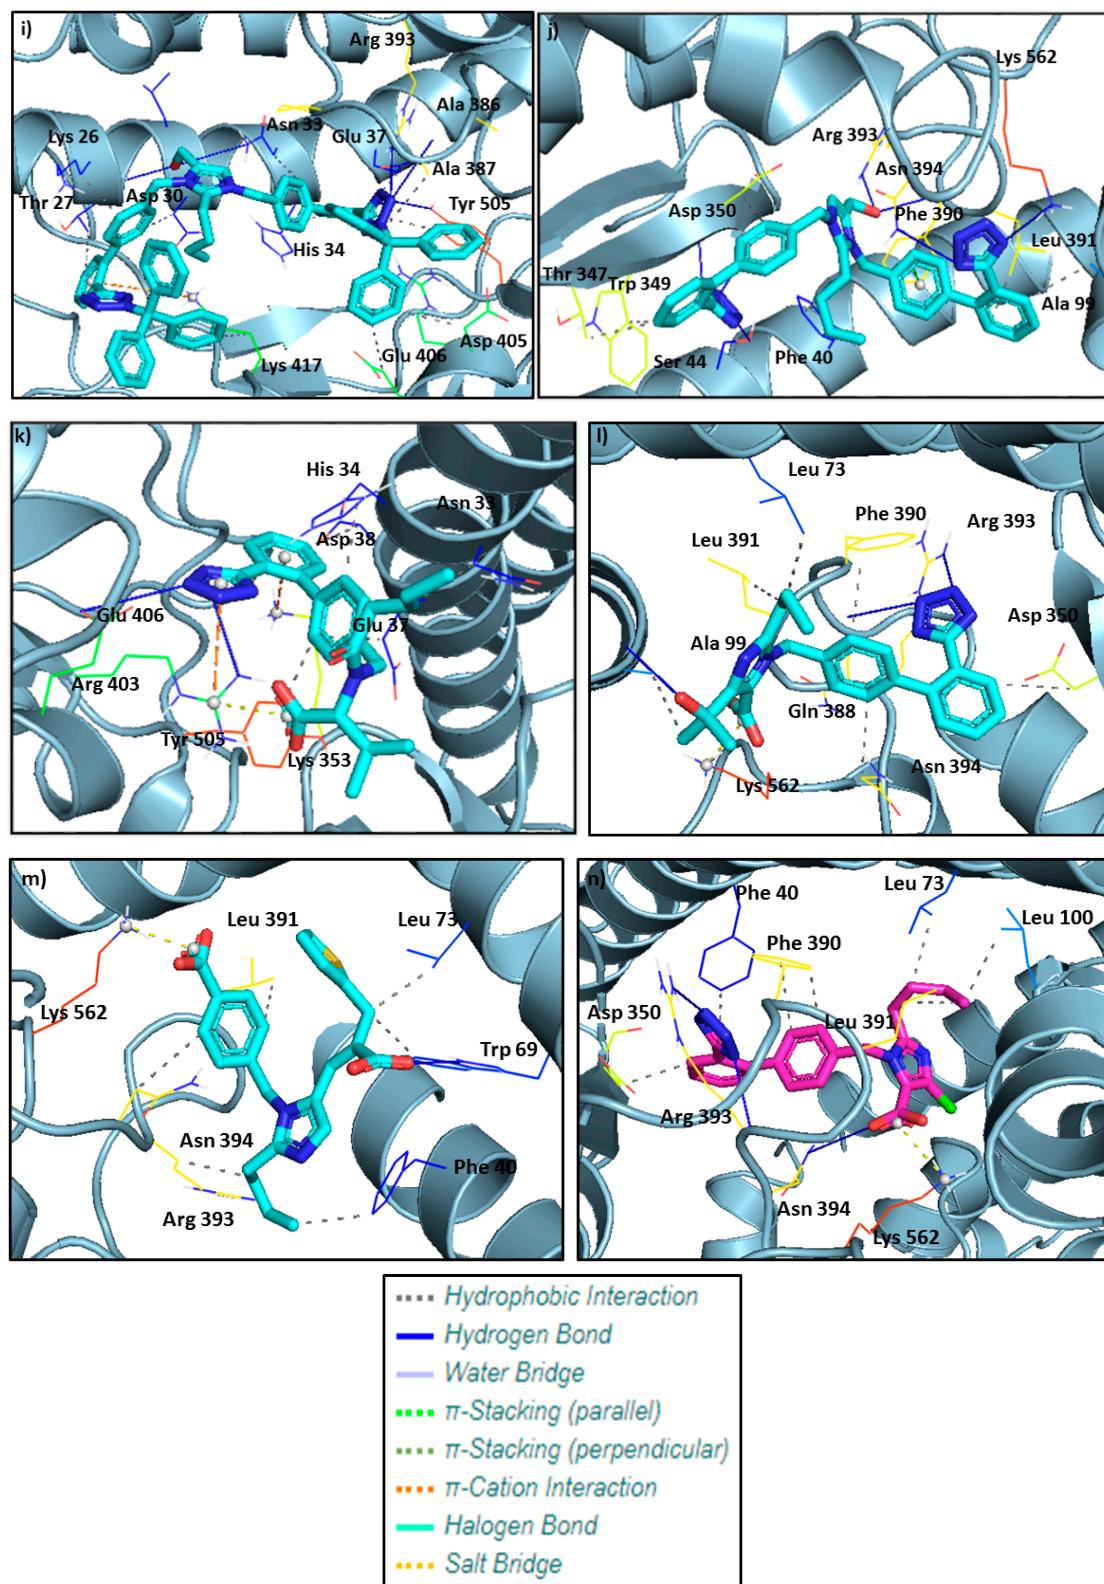 i)
Arg 393
Ala 386
Lys 26
Asn 33
Glu 37
Ala 387
Thr 27
Asp 30
Tyr 505
His 34
Lys 417
Glu 406
Asp 405
j)
Lys 562
Arg 393
Asn 394
Asp 350
Phe 390
Leu 391
Thr 347
Trp 349
Ala 99
Ser 44
Phe 40
k)
His 34
Asn 33
Asp 38
Glu 406
Glu 37
Arg 403
Tyr 505
Lys 353
l)
Leu 73
Phe 390
Arg 393
Leu 391
Asp 350
Ala 99
Gln 388
Asn 394
Lys 562
m)
Leu 391
Leu 73
Lys 562
Trp 69
Asn 394
Phe 40
Arg 393
n)
Phe 40
Leu 73
Leu 100
Phe 390
Asp 350
Leu 391
Arg 393
Asn 394
Lys 562
Hydrophobic Interaction
Hydrogen Bond
Water Bridge
π-Stacking (parallel)
π-Stacking (perpendicular)
π-Cation Interaction
Halogen Bond
Salt Bridge